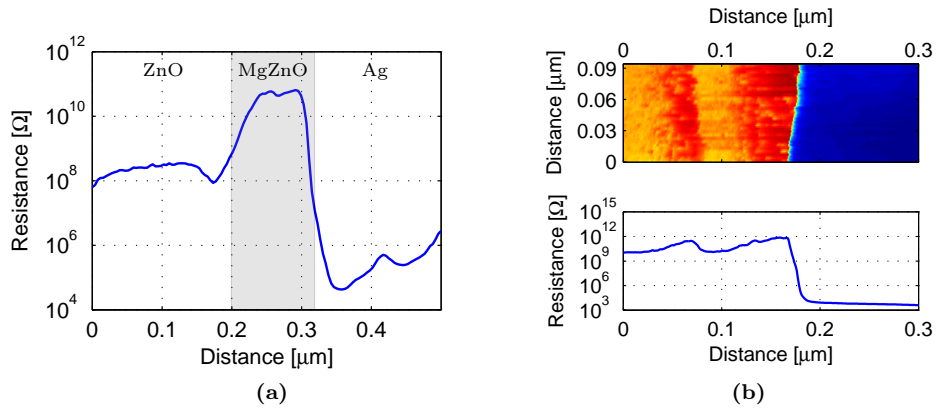 ZnO MgZnO Ag
Resistance [Ω]
10^12
10^10
10^8
10^6
10^4
0 0.1 0.2 0.3 0.4
Distance [μm]
(a)
Distance [μm]
0 0.1 0.2 0.3
Distance [μm]
0.09
0.06
0.03
0
Resistance [Ω]
10^15
10^12
10^9
10^6
10^3
0 0.1 0.2 0.3
Distance [μm]
(b)